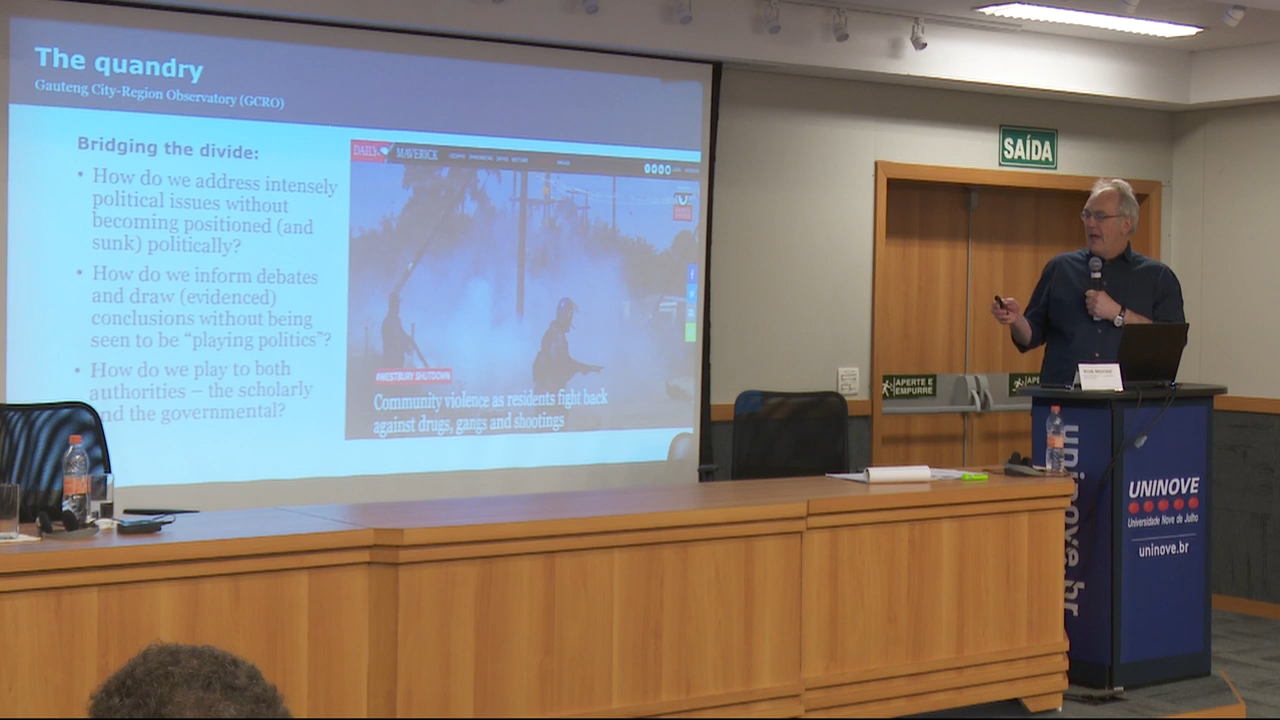 The quandry
Gauteng City-Region Observatory (GCRO)
Bridging the divide:
• How do we address intensely
political issues without
becoming positioned (and
sunk) politically?
• How do we inform debates
and draw (evidenced)
conclusions without being
seen to be “playing politics”?
• How do we play to both
authorities – the scholarly
and the governmental?
DAILY MAVERICK
#WESTBURY SHUTDOWN
Community violence as residents fight back
against drugs, gangs and shootings
SAÍDA
APERTE E
EMPURRE
APERTE E
ROB MOORE
uninove.br
UNINOVE
Universidade Nove de Julho
uninove.br